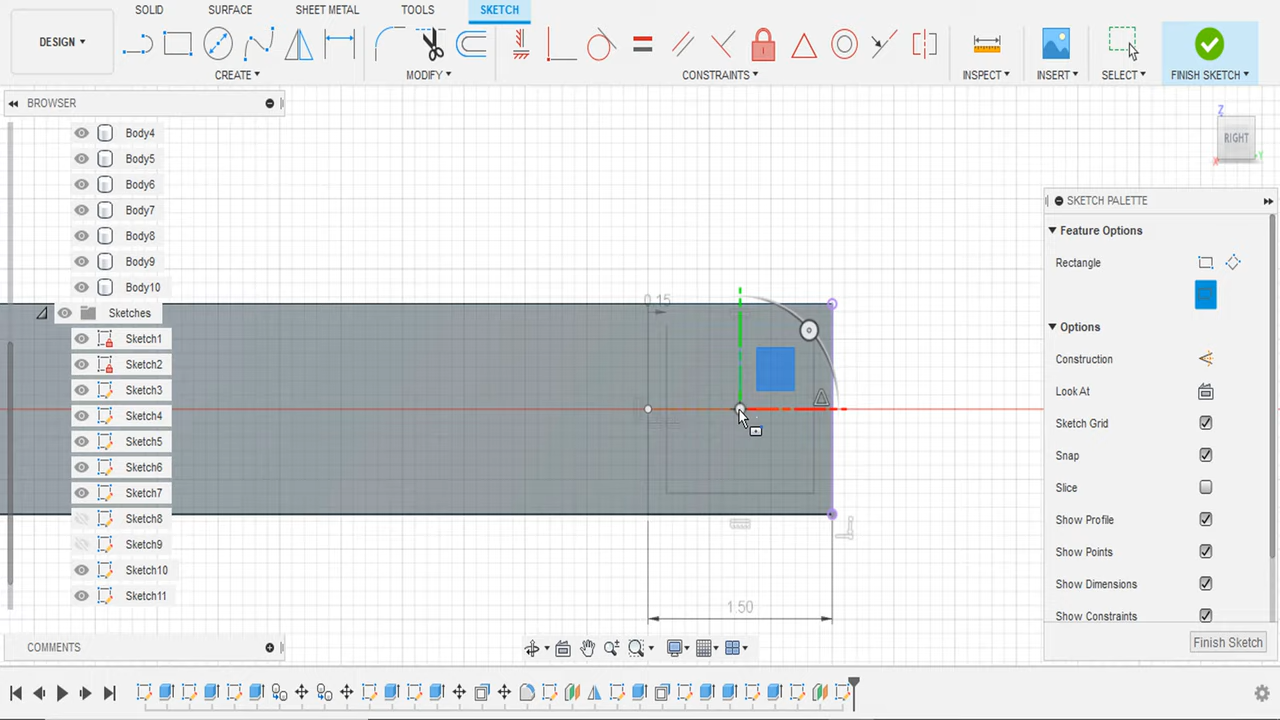 SOLID SURFACE SHEET METAL TOOLS SKETCH
DESIGN ▾
CREATE ▾ MODIFY ▾ CONSTRAINTS ▾ INSPECT ▾ INSERT ▾ SELECT ▾ FINISH SKETCH ▾
BROWSER
Body4
Body5
Body6
Body7
Body8
Body9
Body10
Sketches
Sketch1
Sketch2
Sketch3
Sketch4
Sketch5
Sketch6
Sketch7
Sketch8
Sketch9
Sketch10
Sketch11
COMMENTS
0.15
1.50
Z
RIGHT
X
Y
SKETCH PALETTE
Feature Options
Rectangle
Options
Construction
Look At
Sketch Grid
Snap
Slice
Show Profile
Show Points
Show Dimensions
Show Constraints
Finish Sketch